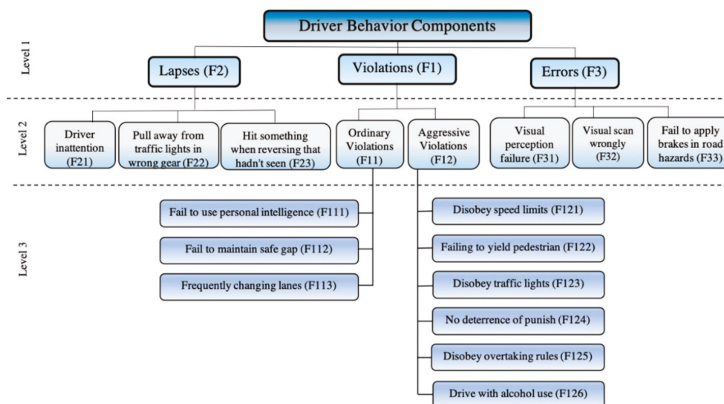 Driver Behavior Components
Level 1
Lapses (F2)
Violations (F1)
Errors (F3)
Level 2
Driver
inattention
(F21)
Pull away from
traffic lights in
wrong gear (F22)
Hit something
when reversing that
hadn't seen (F23)
Ordinary
Violations
(F11)
Aggressive
Violations
(F12)
Visual
perception
failure (F31)
Visual scan
wrongly
(F32)
Fail to apply
brakes in road
hazards (F33)
Level 3
Fail to use personal intelligence (F111)
Fail to maintain safe gap (F112)
Frequently changing lanes (F113)
Disobey speed limits (F121)
Failing to yield pedestrian (F122)
Disobey traffic lights (F123)
No deterrence of punish (F124)
Disobey overtaking rules (F125)
Drive with alcohol use (F126)